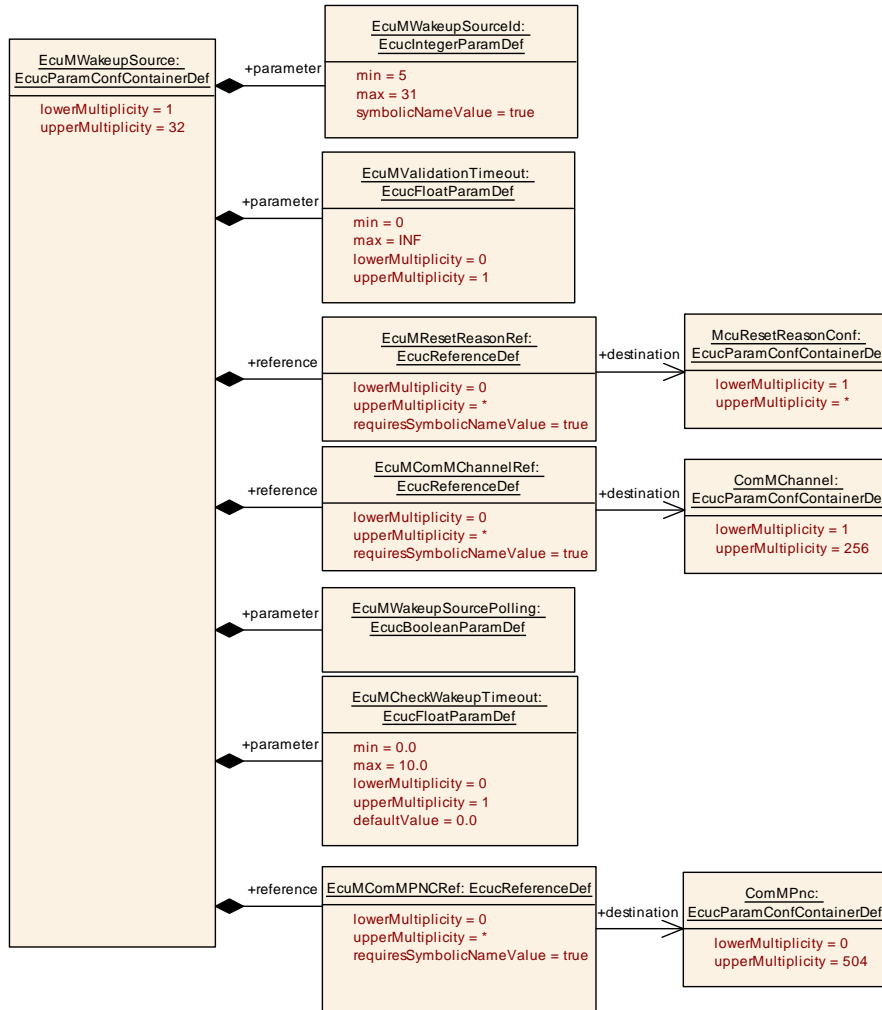 EcuMWakeupSource:
EcucParamConfContainerDef
lowerMultiplicity = 1
upperMultiplicity = 32
+parameter
EcuMWakeupSourceId:
EcucIntegerParamDef
min = 5
max = 31
symbolicNameValue = true
+parameter
EcuMValidationTimeout:
EcucFloatParamDef
min = 0
max = INF
lowerMultiplicity = 0
upperMultiplicity = 1
+reference
EcuMResetReasonRef:
EcucReferenceDef
lowerMultiplicity = 0
upperMultiplicity = *
requiresSymbolicNameValue = true
+destination
McuResetReasonConf:
EcucParamConfContainerDef
lowerMultiplicity = 1
upperMultiplicity = *
+reference
EcuMComMChannelRef:
EcucReferenceDef
lowerMultiplicity = 0
upperMultiplicity = *
requiresSymbolicNameValue = true
+destination
ComMChannel:
EcucParamConfContainerDef
lowerMultiplicity = 1
upperMultiplicity = 256
+parameter
EcuMWakeupSourcePolling:
EcucBooleanParamDef
+parameter
EcuMCheckWakeupTimeout:
EcucFloatParamDef
min = 0.0
max = 10.0
lowerMultiplicity = 0
upperMultiplicity = 1
defaultValue = 0.0
+reference
EcuMComMPNCRef: EcucReferenceDef
lowerMultiplicity = 0
upperMultiplicity = *
requiresSymbolicNameValue = true
+destination
ComMPnc:
EcucParamConfContainerDef
lowerMultiplicity = 0
upperMultiplicity = 504